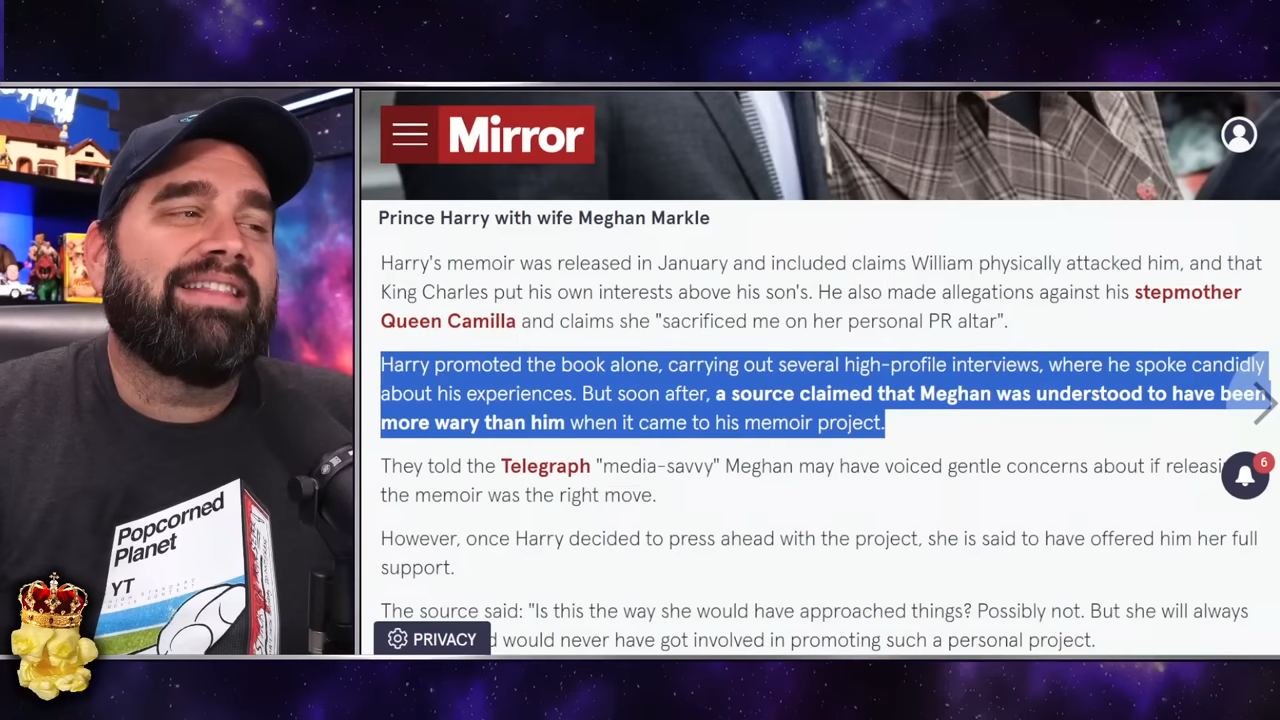 Mirror
Prince Harry with wife Meghan Markle
Harry's memoir was released in January and included claims William physically attacked him, and that
King Charles put his own interests above his son's. He also made allegations against his stepmother
Queen Camilla and claims she "sacrificed me on her personal PR altar".
Harry promoted the book alone, carrying out several high-profile interviews, where he spoke candidly
about his experiences. But soon after, a source claimed that Meghan was understood to have been
more wary than him when it came to his memoir project.
They told the Telegraph "media-savvy" Meghan may have voiced gentle concerns about if
the memoir was the right move.
6
However, once Harry decided to press ahead with the project, she is said to have offered him her full
support.
The source said: "Is this the way she would have approached things? Possibly not. But she will always
would never have got involved in promoting such a personal project.
PRIVACY
Popcorned
Planet
YT